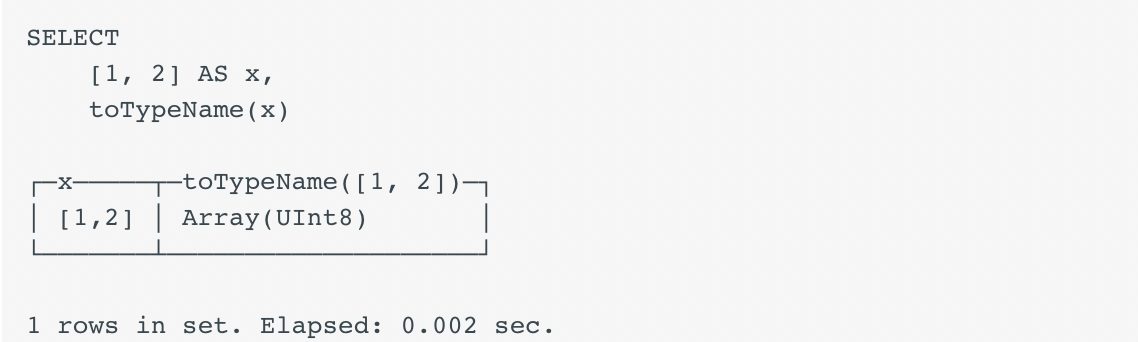 SELECT
    [1, 2] AS x,
    toTypeName(x)
┌─x─────┬─toTypeName([1, 2])─┐
│ [1,2] │ Array(UInt8)       │
└───────┴────────────────────┘
1 rows in set. Elapsed: 0.002 sec.